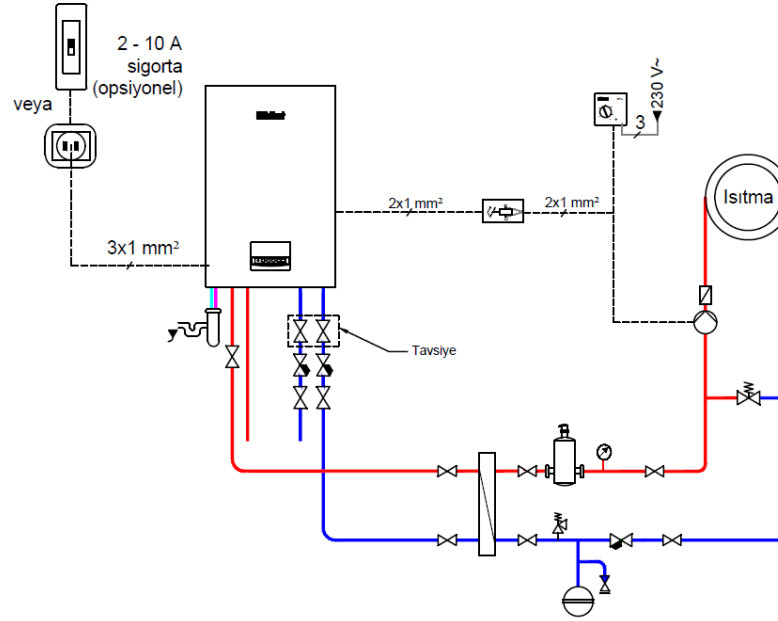 2 - 10 A
sigorta
(opsiyonel)
veya
3x1 mm²
2x1 mm²
2x1 mm²
3
230 V~
Isıtma
Tavsiye